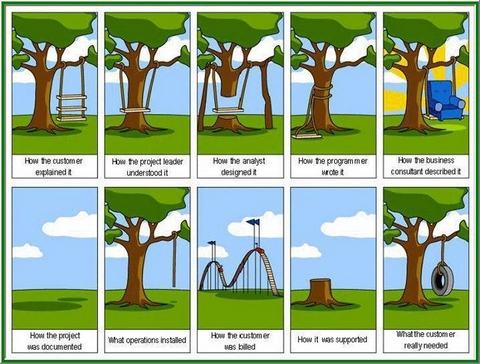 How the customer
explained it
How the project leader
understood it
How the analyst
designed it
How the programmer
wrote it
How the business
consultant described it
How the project
was documented
What operations installed
How the customer
was billed
How it was supported
What the customer
really needed